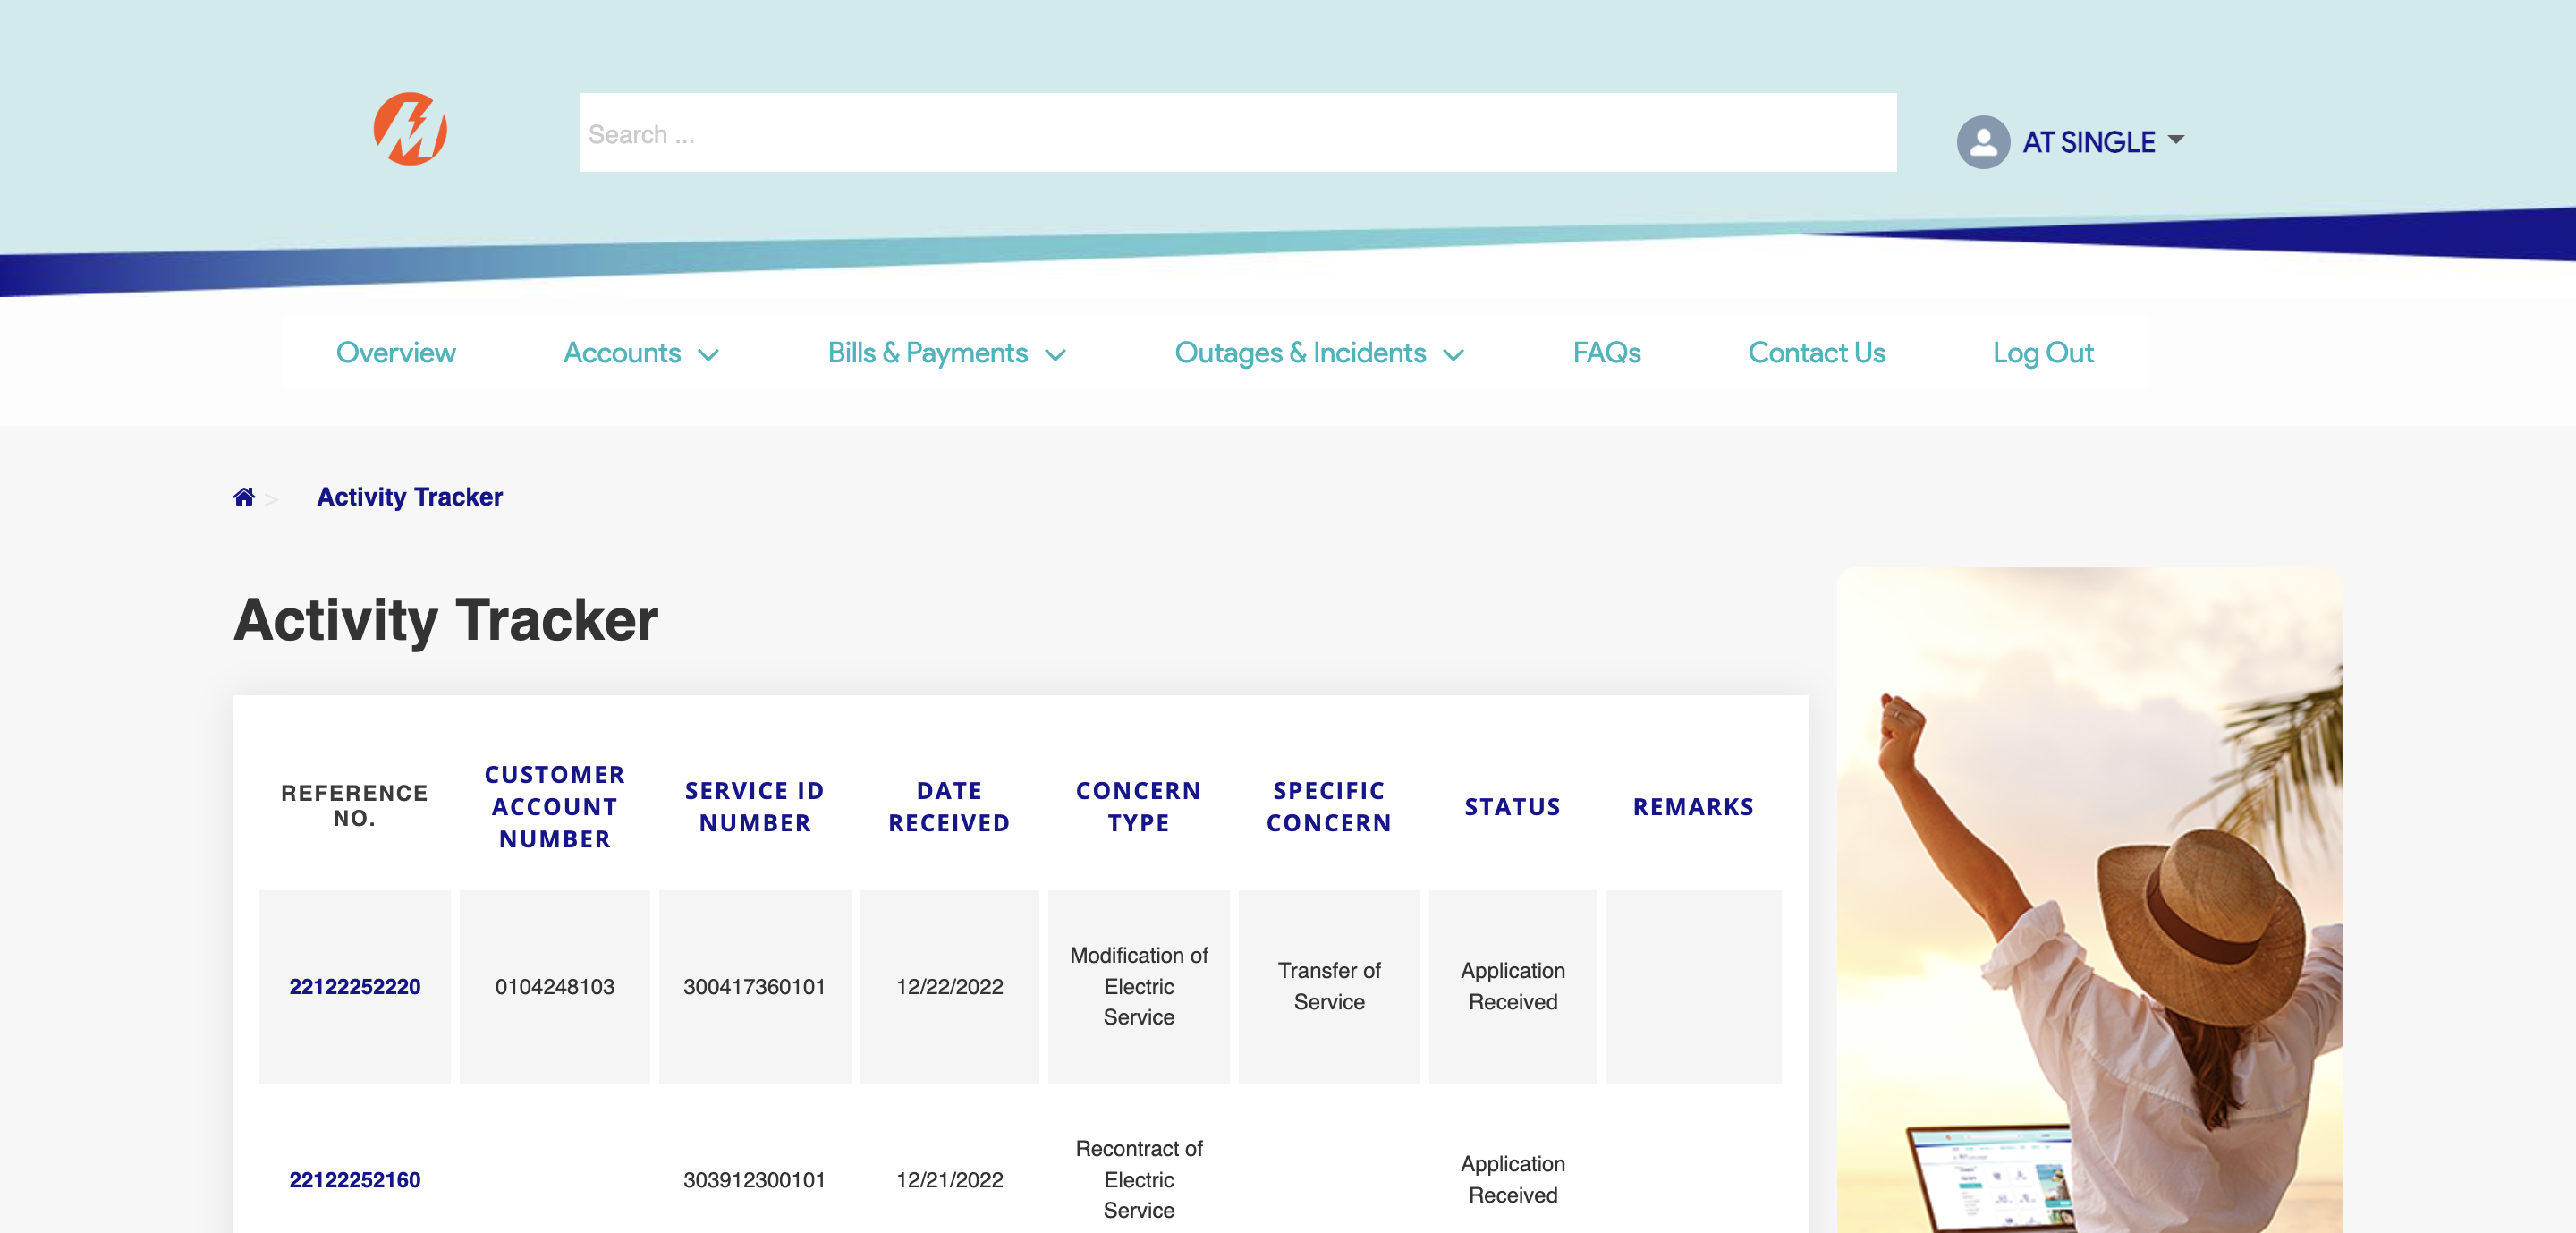 Search ...
AT SINGLE
Overview Accounts Bills & Payments Outages & Incidents FAQs Contact Us Log Out
> Activity Tracker
Activity Tracker
REFERENCE NO.
CUSTOMER ACCOUNT NUMBER
SERVICE ID NUMBER
DATE RECEIVED
CONCERN TYPE
SPECIFIC CONCERN
STATUS
REMARKS
22122252220
0104248103
300417360101
12/22/2022
Modification of
Electric
Service
Transfer of
Service
Application
Received
22122252160
303912300101
12/21/2022
Recontract of
Electric
Service
Application
Received